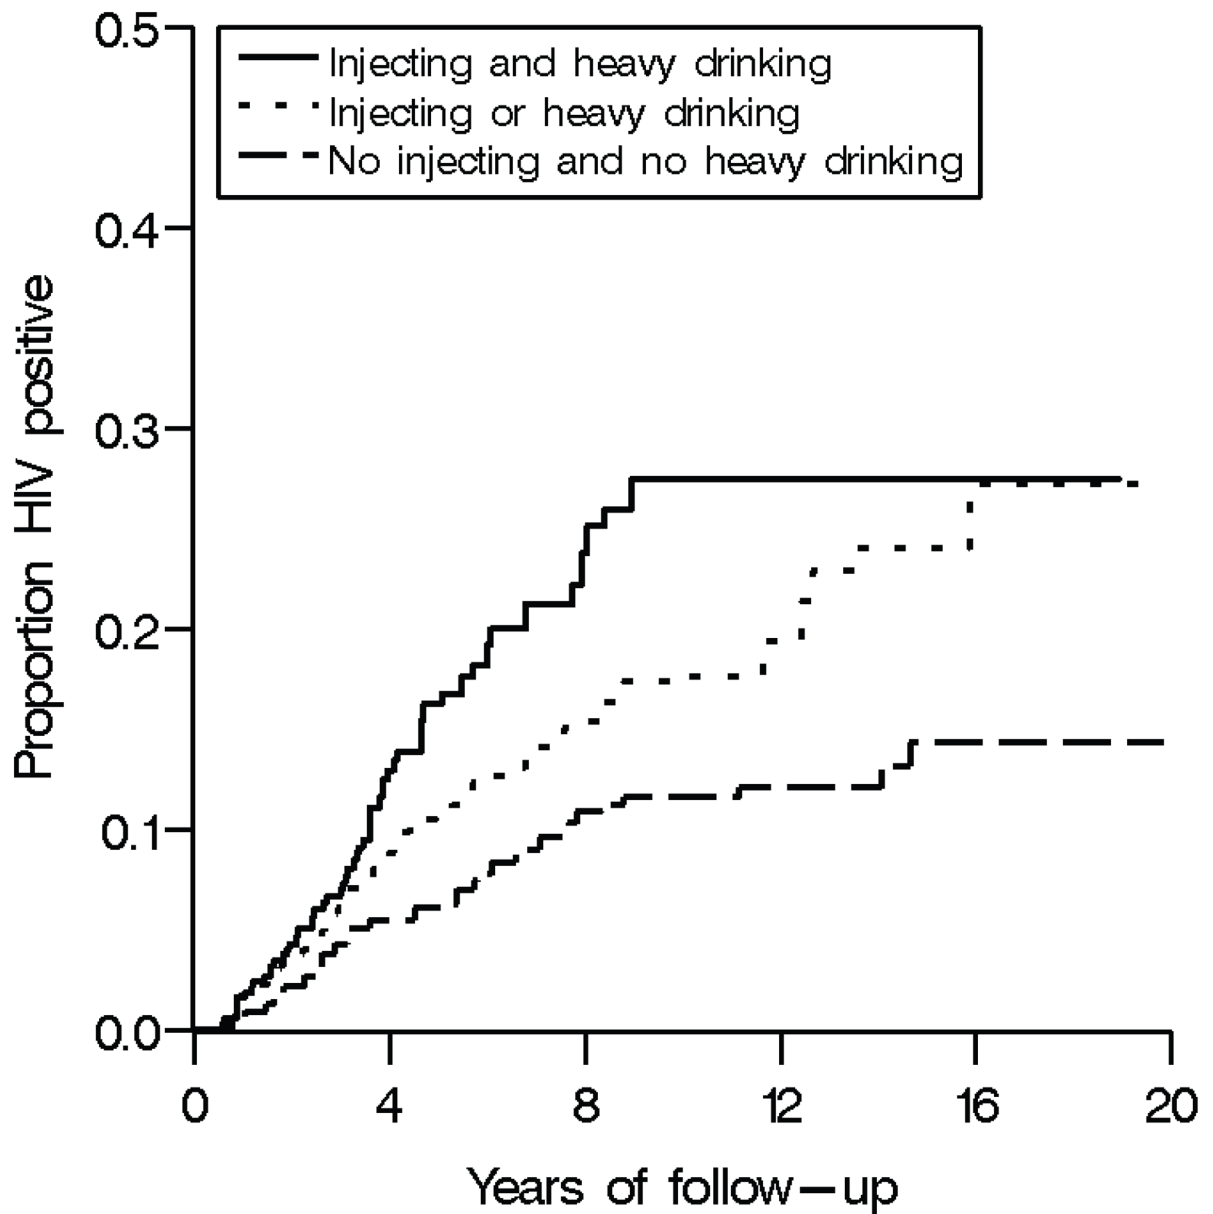 0.5
Injecting and heavy drinking
Injecting or heavy drinking
No injecting and no heavy drinking
0.4
0.3
0.2
0.1
0.0
Proportion HIV positive
0 4 8 12 16 20
Years of follow-up